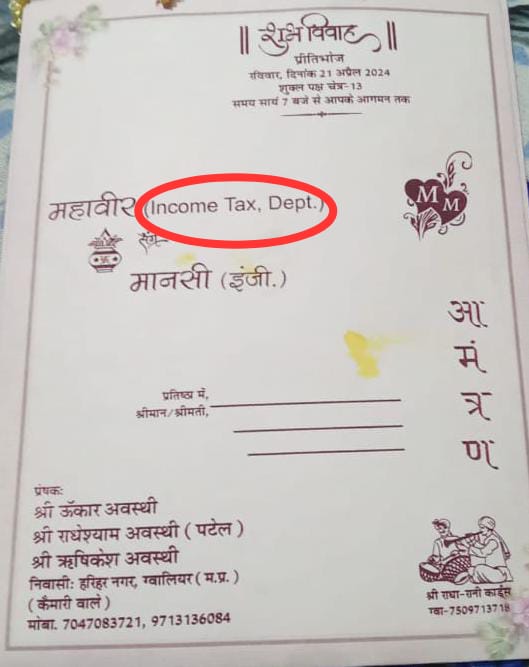 || शुभ विवाह ||
प्रीतिभोज
रविवार, दिनांक 21 अप्रैल 2024
शुक्ल पक्ष चेत्र-13
समय सायं 7 बजे से आपके आगमन तक
महावीर (Income Tax, Dept.)
संग
मानसी (इंजी.)
M M
आ
मं
त्र
ण
प्रतिष्ठा में,
श्रीमान/श्रीमती,
प्रेषकः
श्री ऊँकार अवस्थी
श्री राधेश्याम अवस्थी ( पटेल )
श्री ऋषिकेश अवस्थी
निवासीः हरिहर नगर, ग्वालियर ( म.प्र. )
( कैमारी वाले )
मोबा. 7047083721, 9713136084
श्री राधा-रानी कार्ड्स
ग्वा-7509713718